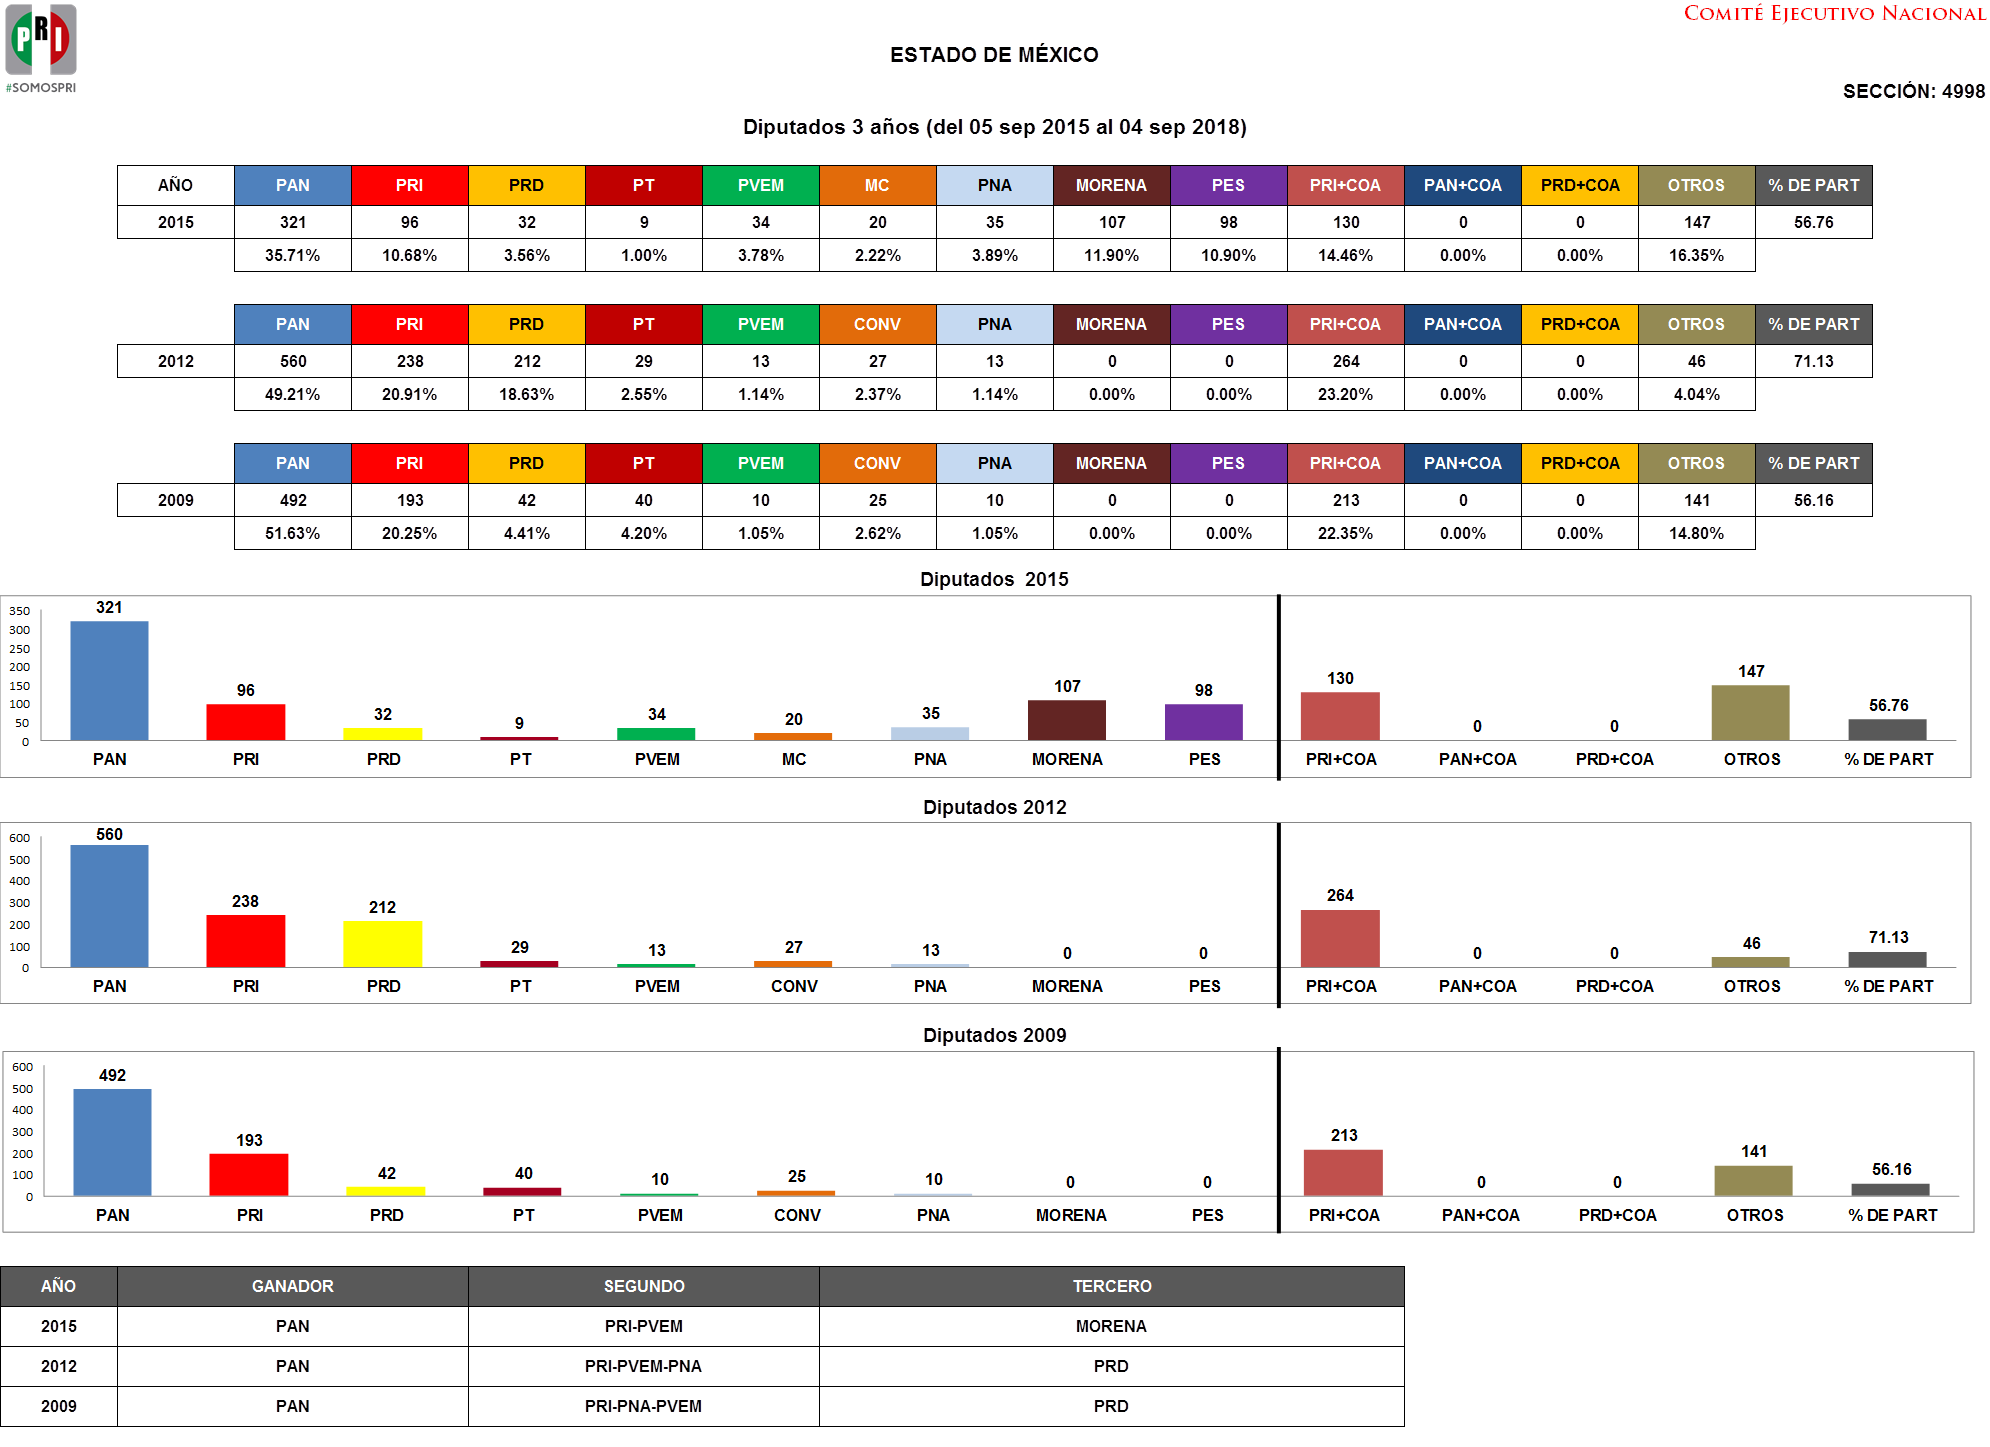 PRI
#SOMOSPRI
COMITÉ EJECUTIVO NACIONAL
ESTADO DE MÉXICO
SECCIÓN: 4998
Diputados 3 años (del 05 sep 2015 al 04 sep 2018)
AÑO PAN PRI PRD PT PVEM MC PNA MORENA PES PRI+COA PAN+COA PRD+COA OTROS % DE PART
2015 321 96 32 9 34 20 35 107 98 130 0 0 147 56.76
35.71% 10.68% 3.56% 1.00% 3.78% 2.22% 3.89% 11.90% 10.90% 14.46% 0.00% 0.00% 16.35%
PAN PRI PRD PT PVEM CONV PNA MORENA PES PRI+COA PAN+COA PRD+COA OTROS % DE PART
2012 560 238 212 29 13 27 13 0 0 264 0 0 46 71.13
49.21% 20.91% 18.63% 2.55% 1.14% 2.37% 1.14% 0.00% 0.00% 23.20% 0.00% 0.00% 4.04%
PAN PRI PRD PT PVEM CONV PNA MORENA PES PRI+COA PAN+COA PRD+COA OTROS % DE PART
2009 492 193 42 40 10 25 10 0 0 213 0 0 141 56.16
51.63% 20.25% 4.41% 4.20% 1.05% 2.62% 1.05% 0.00% 0.00% 22.35% 0.00% 0.00% 14.80%
Diputados 2015
350
300
250
200
150
100
50
0
321 96 32 9 34 20 35 107 98 130 0 0 147 56.76
PAN PRI PRD PT PVEM MC PNA MORENA PES PRI+COA PAN+COA PRD+COA OTROS % DE PART
Diputados 2012
600
500
400
300
200
100
0
560 238 212 29 13 27 13 0 0 264 0 0 46 71.13
PAN PRI PRD PT PVEM CONV PNA MORENA PES PRI+COA PAN+COA PRD+COA OTROS % DE PART
Diputados 2009
600
500
400
300
200
100
0
492 193 42 40 10 25 10 0 0 213 0 0 141 56.16
PAN PRI PRD PT PVEM CONV PNA MORENA PES PRI+COA PAN+COA PRD+COA OTROS % DE PART
AÑO GANADOR SEGUNDO TERCERO
2015 PAN PRI-PVEM MORENA
2012 PAN PRI-PVEM-PNA PRD
2009 PAN PRI-PNA-PVEM PRD